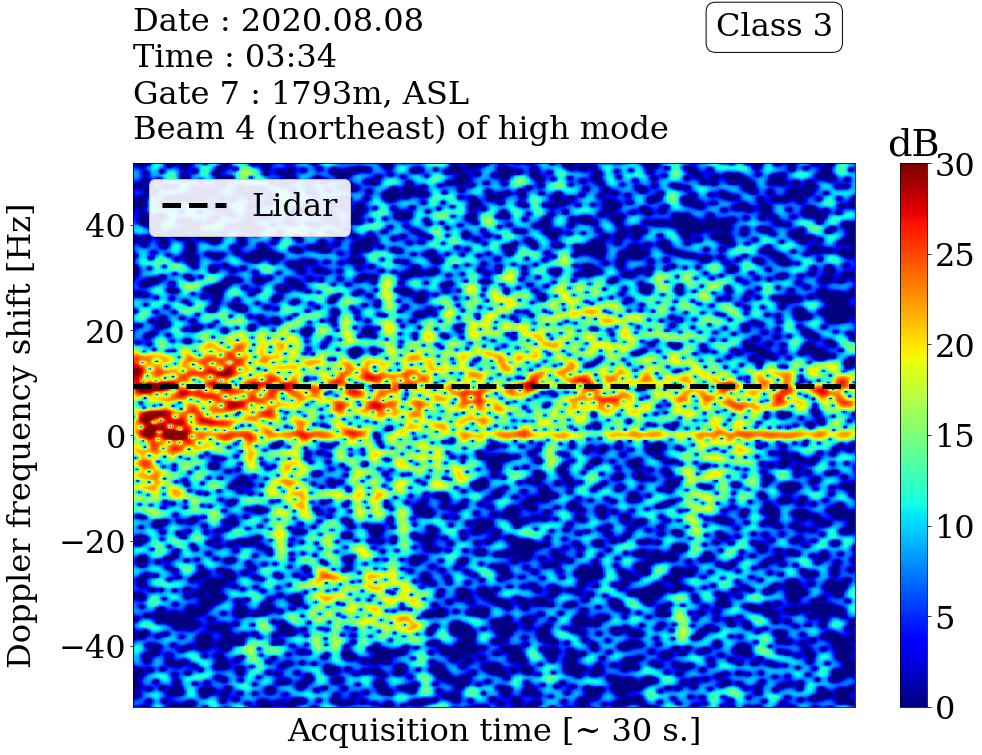 Date : 2020.08.08
Time : 03:34
Gate 7 : 1793m, ASL
Beam 4 (northeast) of high mode
Class 3
dB
Lidar
Doppler frequency shift [Hz]
40
20
0
−20
−40
Acquisition time [~ 30 s.]
30
25
20
15
10
5
0